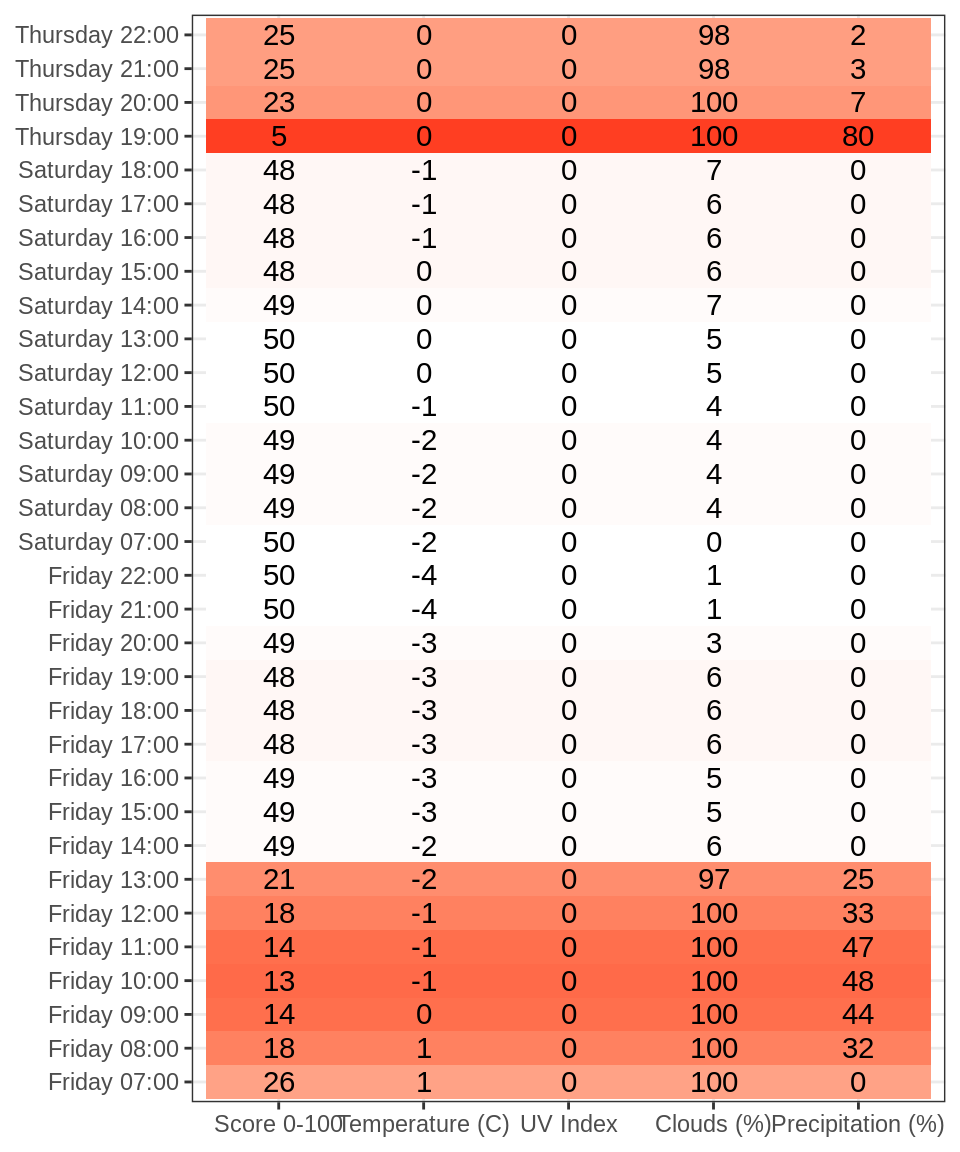 Thursday 22:00 25 0 0 98 2
Thursday 21:00 25 0 0 98 3
Thursday 20:00 23 0 0 100 7
Thursday 19:00 5 0 0 100 80
Saturday 18:00 48 -1 0 7 0
Saturday 17:00 48 -1 0 6 0
Saturday 16:00 48 -1 0 6 0
Saturday 15:00 48 0 0 6 0
Saturday 14:00 49 0 0 7 0
Saturday 13:00 50 0 0 5 0
Saturday 12:00 50 0 0 5 0
Saturday 11:00 50 -1 0 4 0
Saturday 10:00 49 -2 0 4 0
Saturday 09:00 49 -2 0 4 0
Saturday 08:00 49 -2 0 4 0
Saturday 07:00 50 -2 0 0 0
Friday 22:00 50 -4 0 1 0
Friday 21:00 50 -4 0 1 0
Friday 20:00 49 -3 0 3 0
Friday 19:00 48 -3 0 6 0
Friday 18:00 48 -3 0 6 0
Friday 17:00 48 -3 0 6 0
Friday 16:00 49 -3 0 5 0
Friday 15:00 49 -3 0 5 0
Friday 14:00 49 -2 0 6 0
Friday 13:00 21 -2 0 97 25
Friday 12:00 18 -1 0 100 33
Friday 11:00 14 -1 0 100 47
Friday 10:00 13 -1 0 100 48
Friday 09:00 14 0 0 100 44
Friday 08:00 18 1 0 100 32
Friday 07:00 26 1 0 100 0
Score 0-100 Temperature (C) UV Index Clouds (%) Precipitation (%)